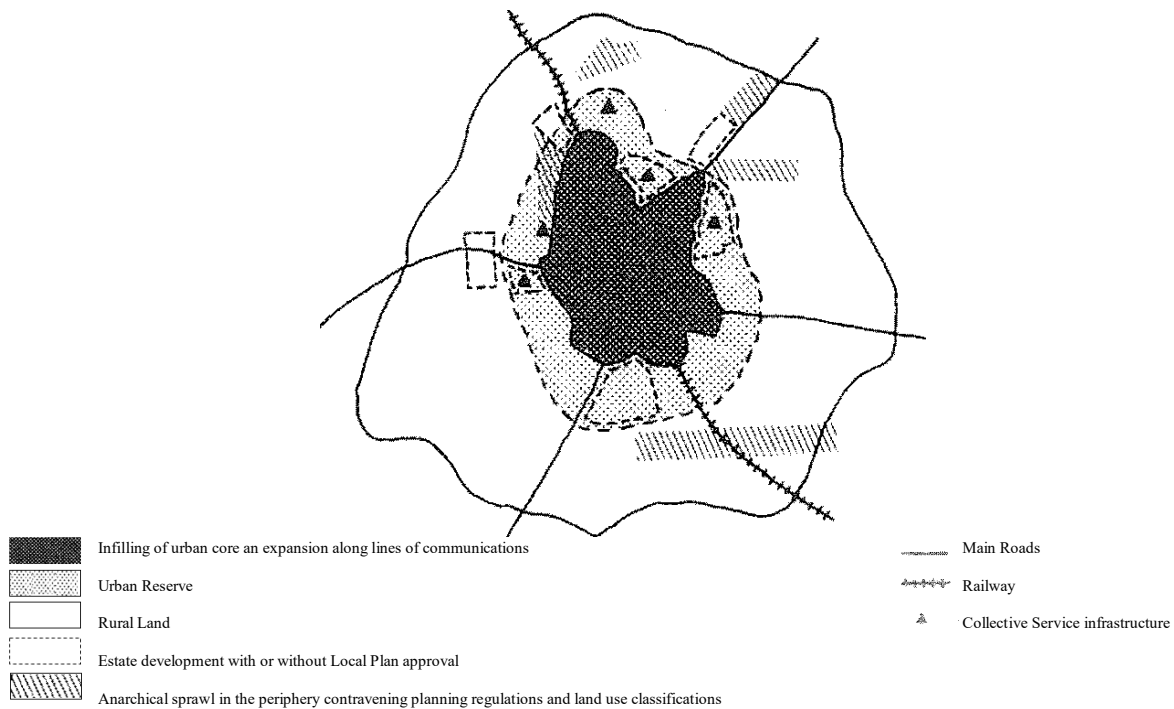 Infilling of urban core an expansion along lines of communications
Urban Reserve
Rural Land
Estate development with or without Local Plan approval
Anarchical sprawl in the periphery contravening planning regulations and land use classifications
Main Roads
Railway
Collective Service infrastructure